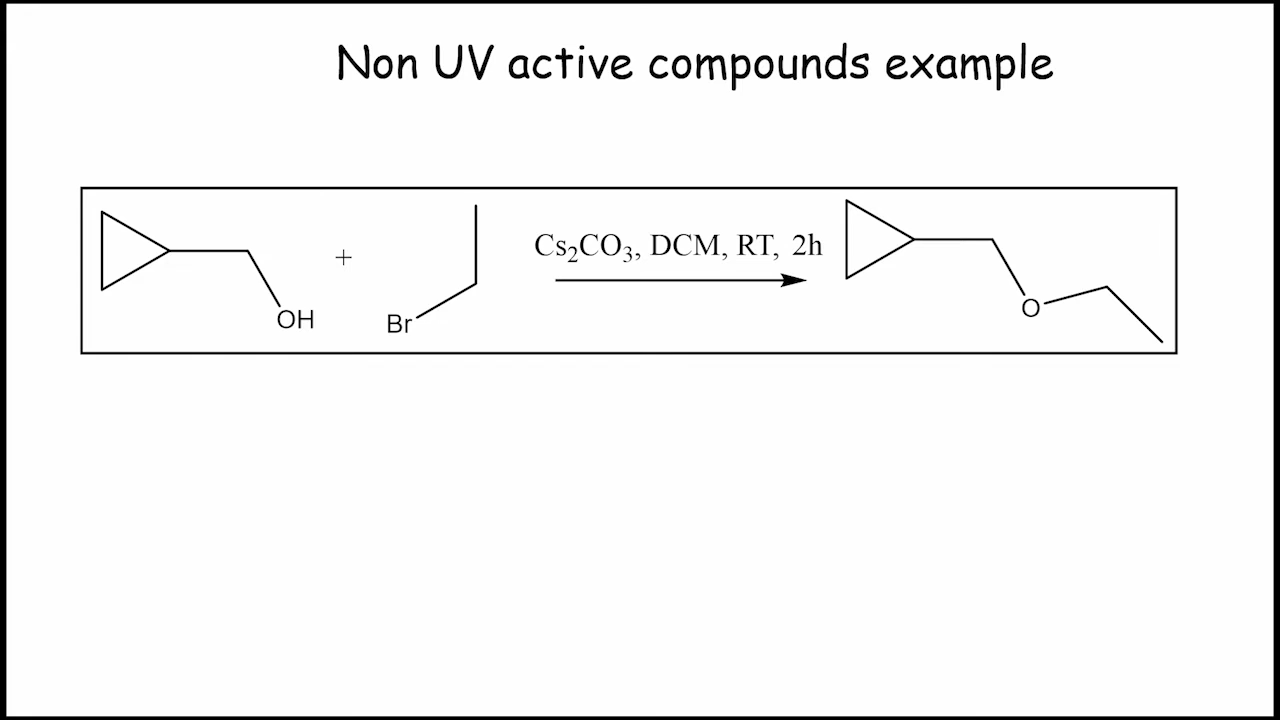 Non UV active compounds example
Cs₂CO₃, DCM, RT, 2h
+
OH
Br
O